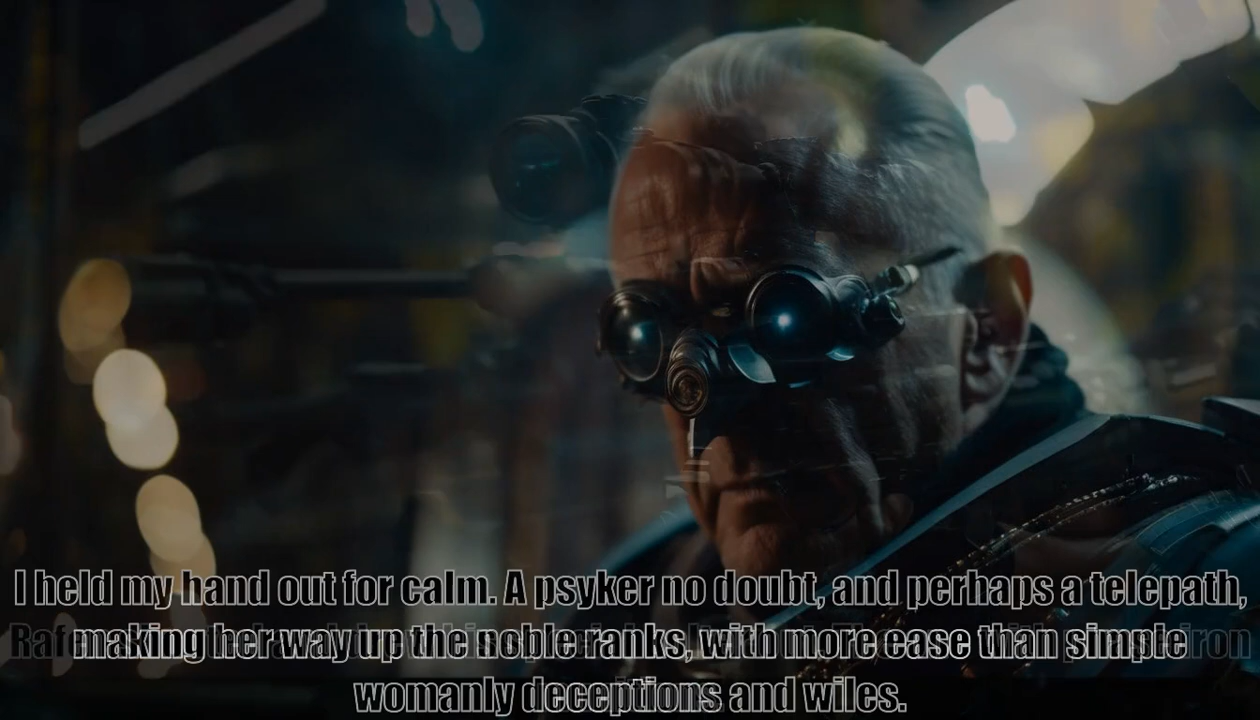 I held my hand out for calm. A psyker no doubt, and perhaps a telepath,
making her way up the noble ranks, with more ease than simple
womanly deceptions and wiles.